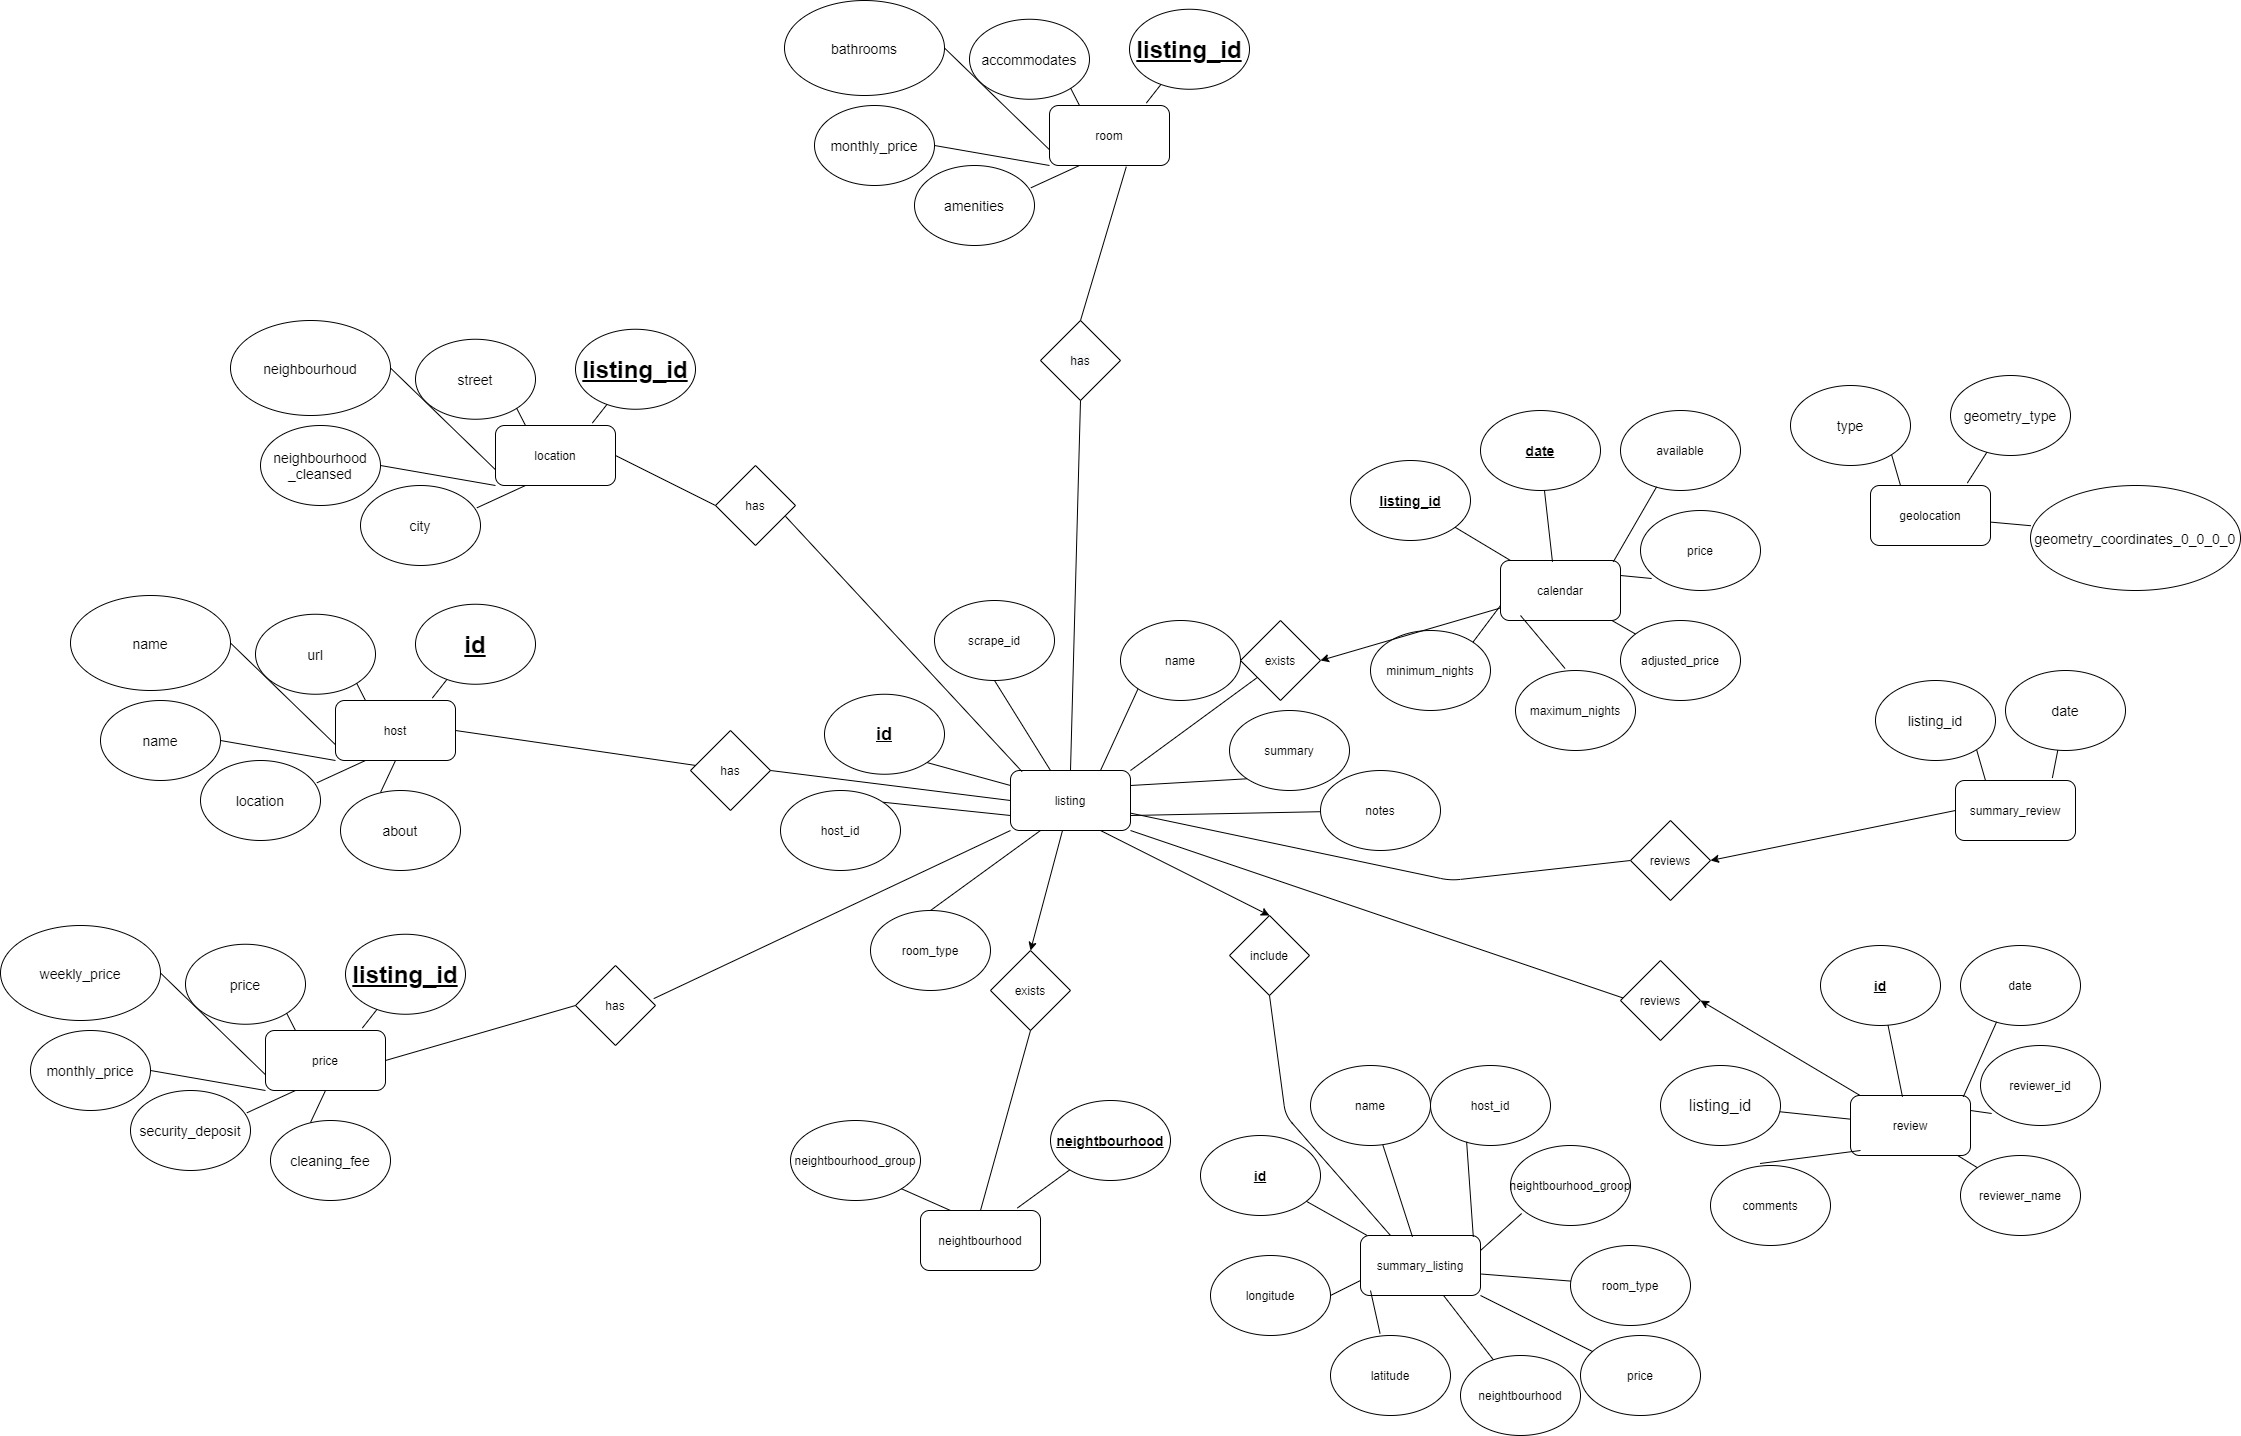 bathrooms
accommodates
listing_id
room
monthly_price
amenities
has
neighbourhoud
street
listing_id
location
neighbourhood
_cleansed
city
has
date
available
listing_id
price
calendar
minimum_nights
maximum_nights
adjusted_price
exists
type
geometry_type
geolocation
geometry_coordinates_0_0_0_0
name
url
id
host
name
location
about
has
scrape_id
name
id
summary
listing
notes
host_id
room_type
listing_id
date
summary_review
reviews
weekly_price
price
listing_id
price
monthly_price
security_deposit
cleaning_fee
has
exists
include
reviews
id
date
listing_id
reviewer_id
review
comments
reviewer_name
neightbourhood_group
neightbourhood
neightbourhood
name
host_id
id
neightbourhood_groop
summary_listing
longitude
room_type
latitude
neightbourhood
price